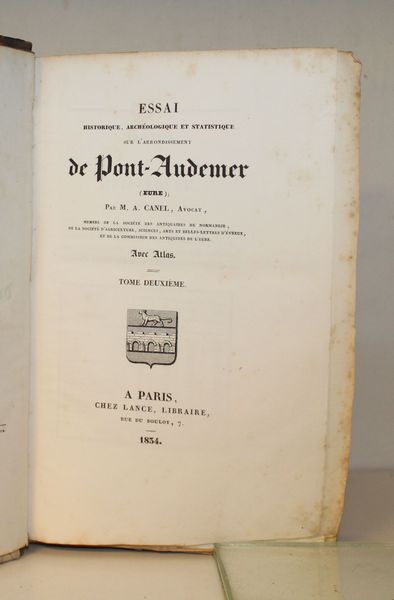 ESSAI
HISTORIQUE, ARCHÉOLOGIQUE ET STATISTIQUE
SUR L'ARRONDISSEMENT
de Pont-Audemer
(EURE);
PAR M. A. CANEL, AVOCAT,
MEMBRE DE LA SOCIÉTÉ DES ANTIQUAIRES DE NORMANDIE,
DE LA SOCIÉTÉ D'AGRICULTURE, SCIENCES, ARTS ET BELLES-LETTRES D'ÉVREUX,
ET DE LA COMMISSION DES ANTIQUITÉS DE L'EURE.
Avec Atlas.
TOME DEUXIÈME.
A PARIS,
CHEZ LANCE, LIBRAIRE,
RUE DU BOULOY, 7.
1834.